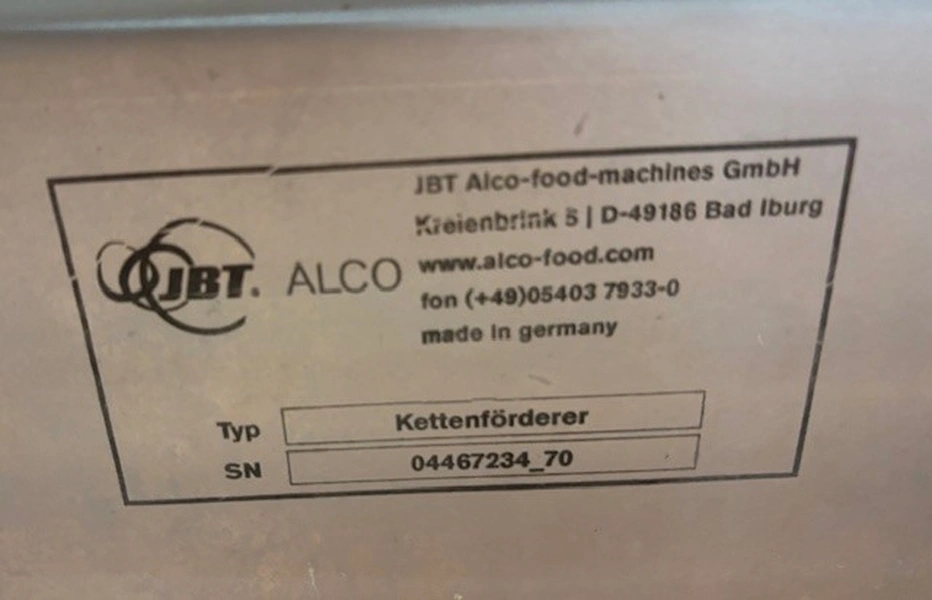 JBT Alco-food-machines GmbH
Kreienbrink 5 | D-49186 Bad Iburg
JBT. ALCO
www.alco-food.com
fon (+49)05403 7933-0
made in germany
Typ Kettenförderer
SN 04467234_70